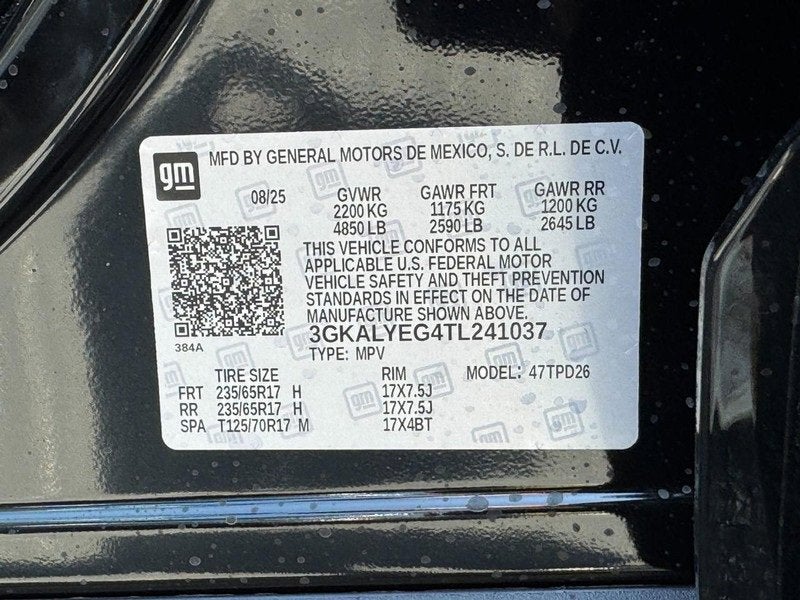 gm MFD BY GENERAL MOTORS DE MEXICO, S. DE R.L. DE C.V.
08/25 GVWR GAWR FRT GAWR RR
2200 KG 1175 KG 1200 KG
4850 LB 2590 LB 2645 LB
THIS VEHICLE CONFORMS TO ALL
APPLICABLE U.S. FEDERAL MOTOR
VEHICLE SAFETY AND THEFT PREVENTION
STANDARDS IN EFFECT ON THE DATE OF
MANUFACTURE SHOWN ABOVE.
3GKALYEG4TL241037
384A TYPE: MPV
TIRE SIZE RIM MODEL: 47TPD26
FRT 235/65R17 H 17X7.5J
RR 235/65R17 H 17X7.5J
SPA T125/70R17 M 17X4BT